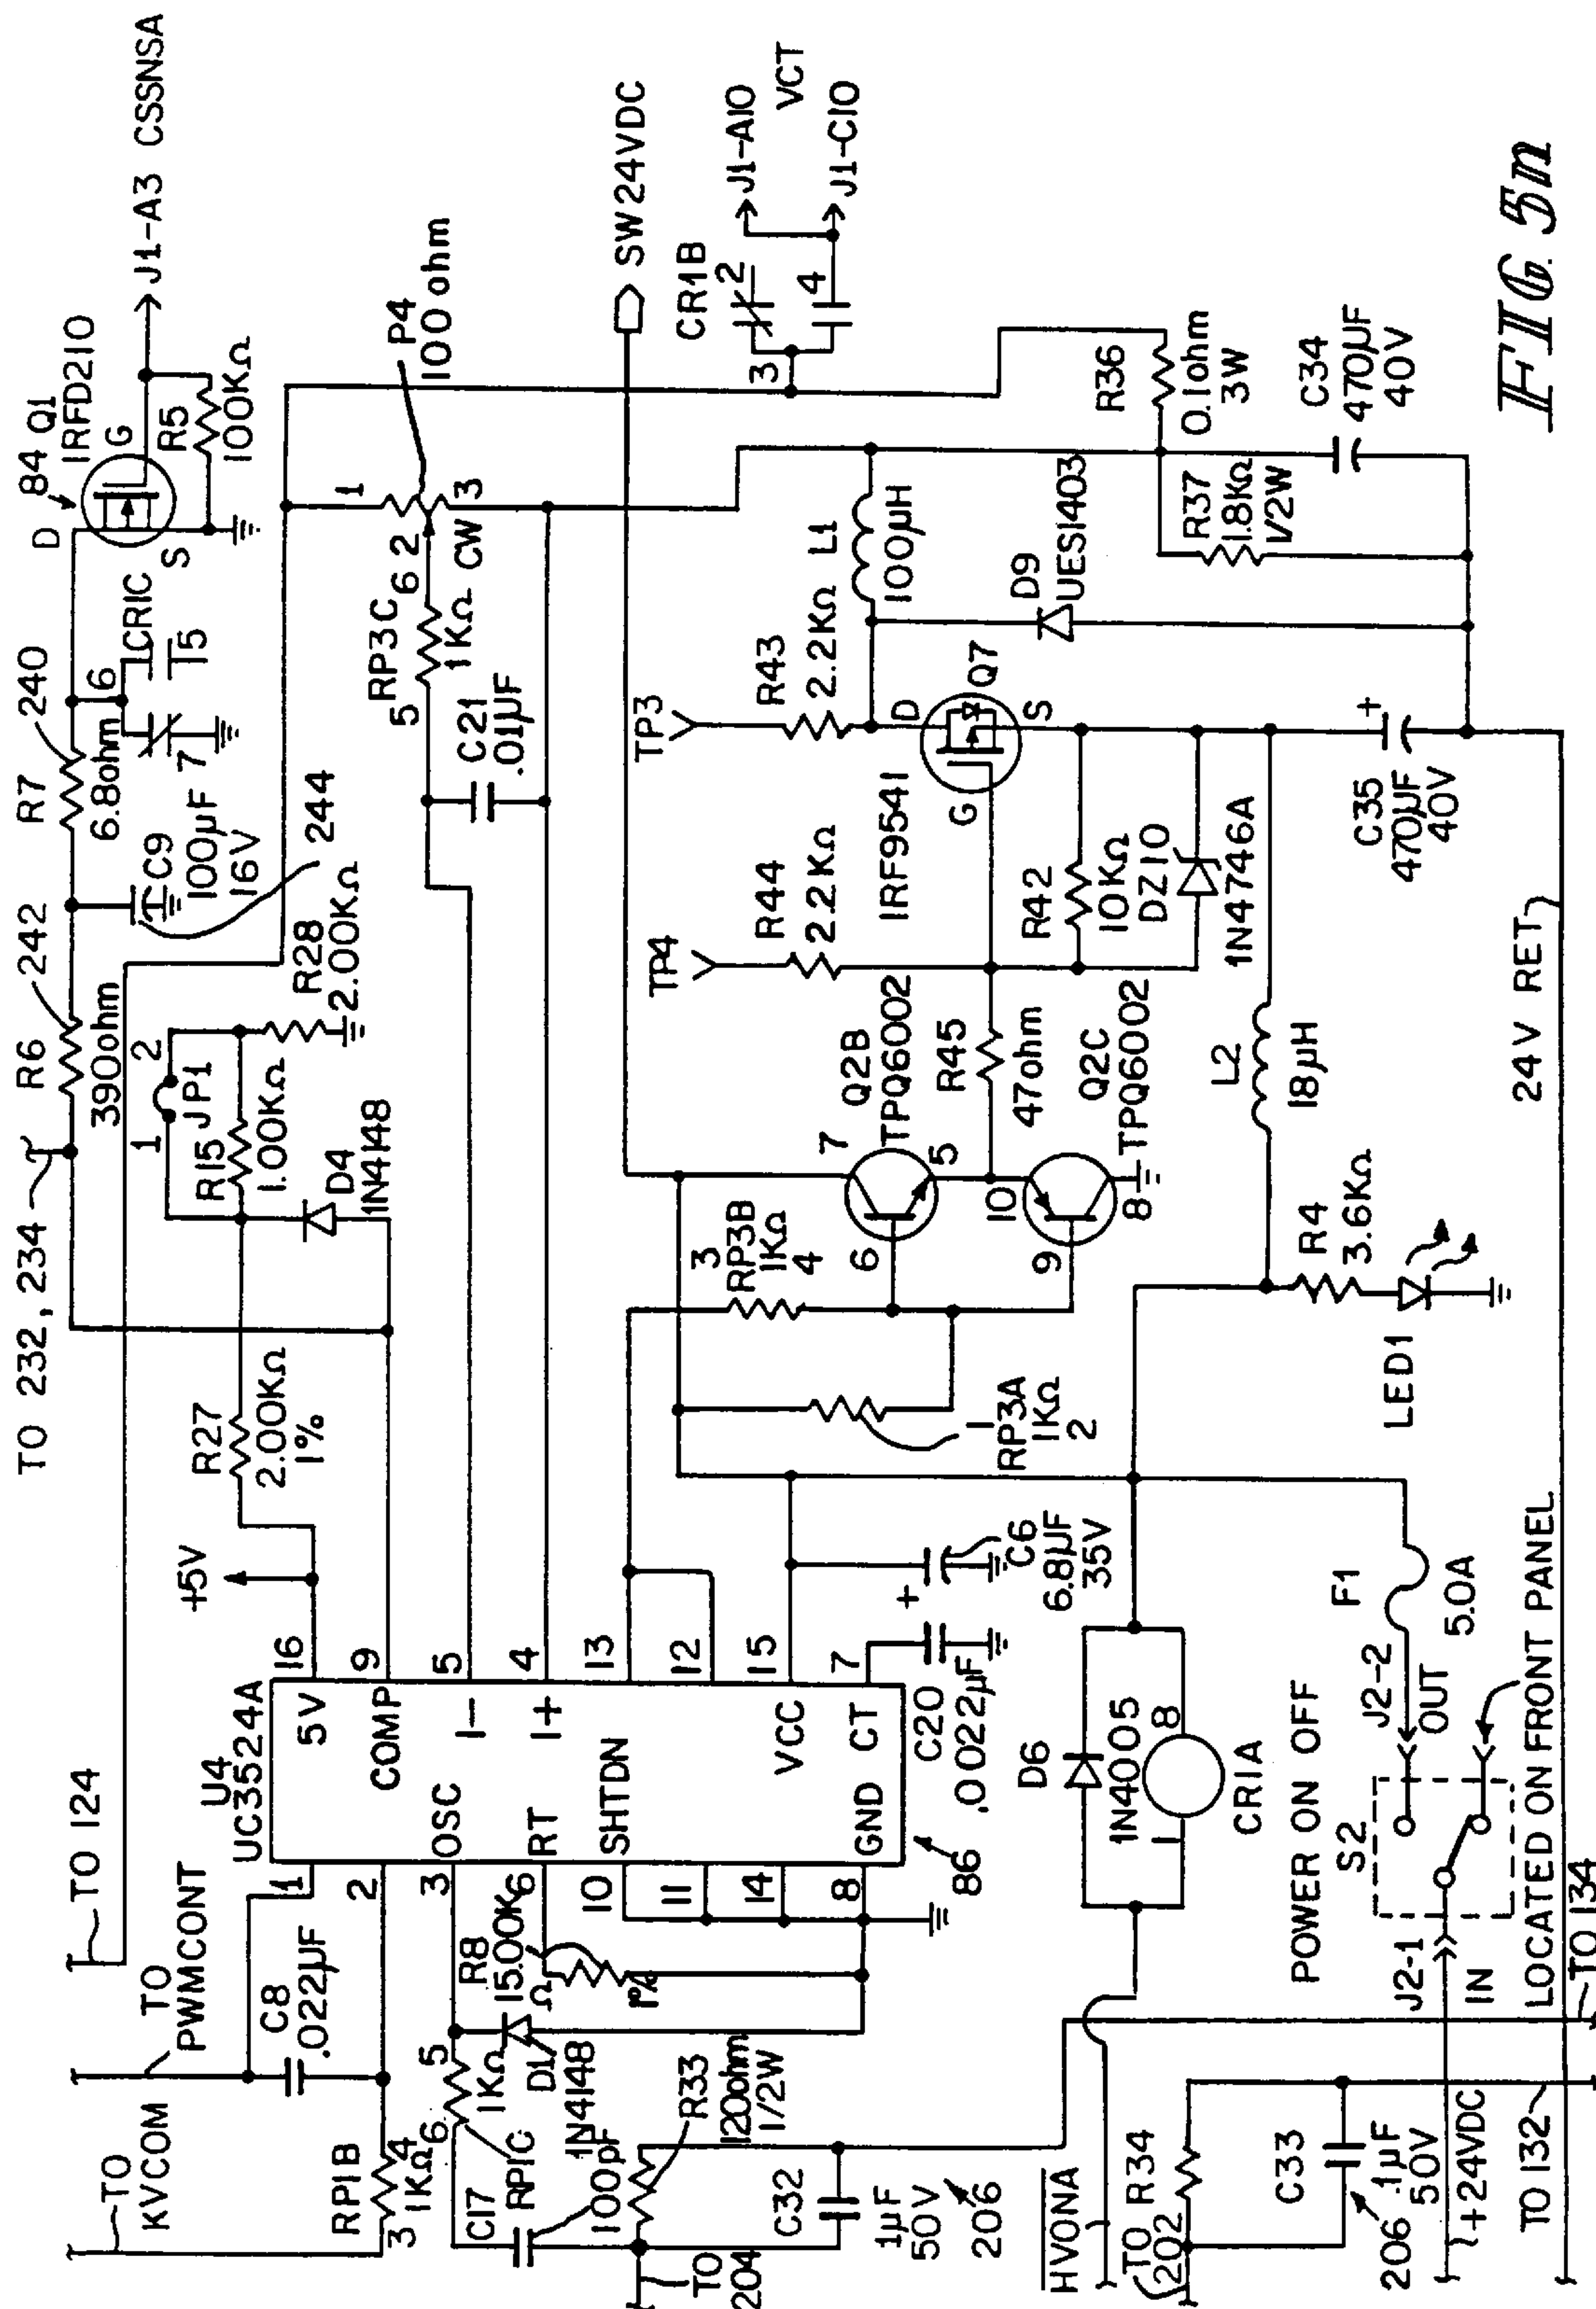 TO 232, 234
R6
242
390ohm
R7
240
6.8ohm
84 Q1
IRFD210
D
G
S
J1-A3 CSSNSA
R5
100KΩ
6
CR1C
5
7
C9
100µF
16V
244
TO 124
+5V
R27
2.00KΩ
1%
1
2
JP1
R15
1.00KΩ
R28
2.00KΩ
D4
1N4148
RP3C
5
6
1KΩ
C21
.01µF
1
2
CW
3
P4
100 ohm
TO
KVCOM
TO
PWMCONT
C8
.022µF
RP1B
3
4
1KΩ
U4
UC3524A
1
2
3
6
10
11
14
8
OSC
RT
SHTDN
GND
5V
COMP
I-
I+
VCC
CT
16
9
5
4
13
12
15
7
86
R8
15.00K
Ω
1%
5
1KΩ
6
RP1C
D1
1N4148
C17
100pF
R33
120ohm
1/2W
TO
204
C32
1µF
50V
206
C20
.0022µF
+
C6
6.8µF
35V
3
RP3B
1KΩ
4
1
RP3A
1KΩ
2
SW24VDC
CR1B
3
2
4
J1-A10
VCT
J1-C10
Q2B
TPQ6002
7
6
5
R45
47ohm
Q2C
TPQ6002
10
9
8
TP4
R44
2.2KΩ
TP3
R43
2.2KΩ
IRF9541
G
D
S
Q7
L1
100µH
D9
UES1403
R36
0.1ohm
3W
R37
1.8KΩ
1/2W
C34
470µF
40V
R42
10KΩ
DZ10
1N4746A
+
C35
470µF
40V
L2
18µH
R4
3.6KΩ
LED1
24V RET
D6
1N4005
1
8
CR1A
HVONA
F1
5.0A
POWER ON OFF
S2
J2-1
IN
J2-2
OUT
LOCATED ON FRONT PANEL
TO
202
R34
C33
.1µF
50V
206
+24VDC
TO 132
TO 134
FIG 5n